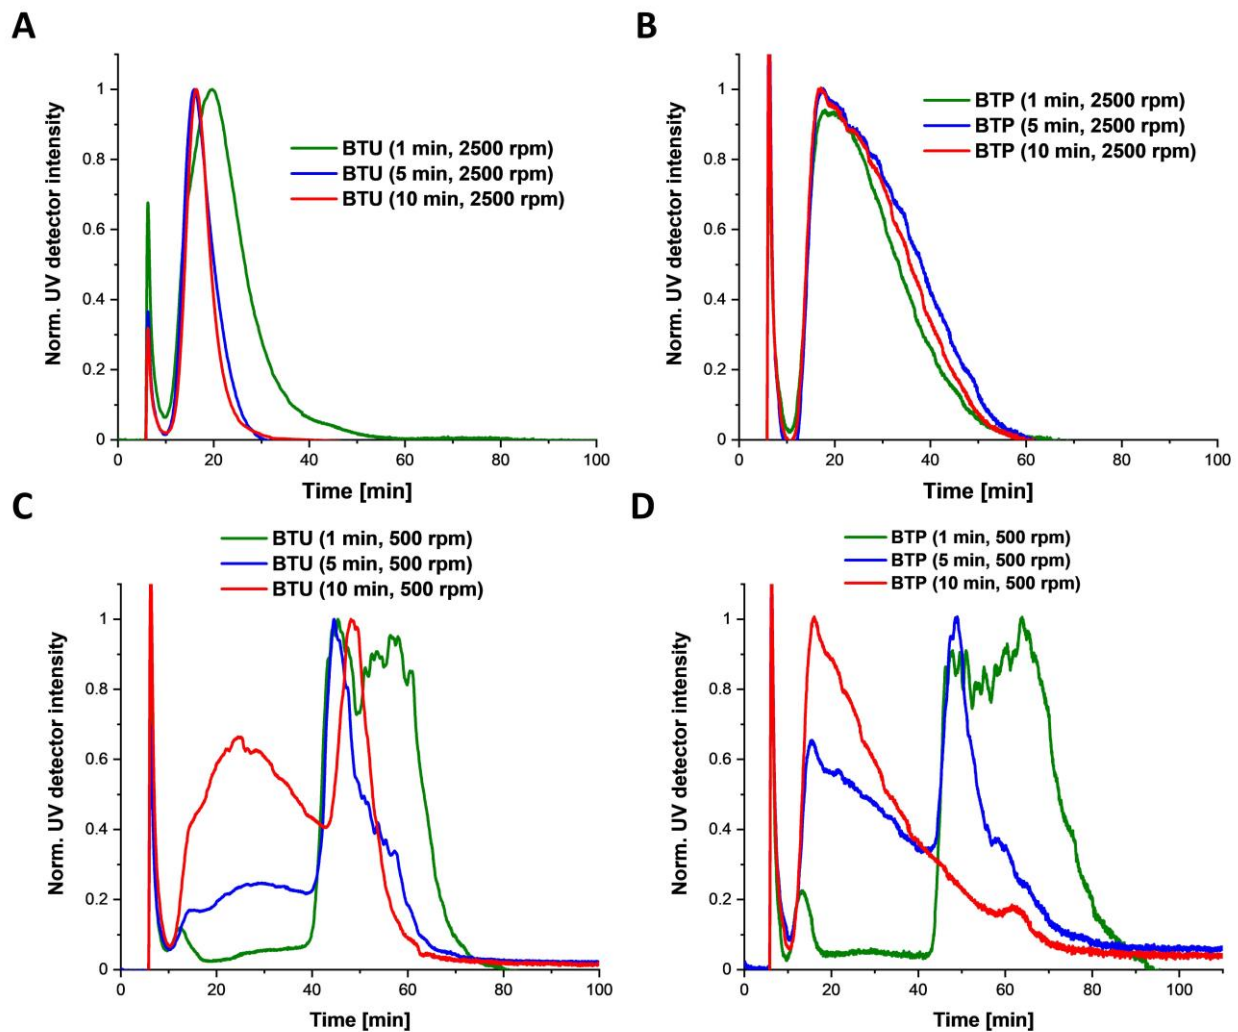 A
Norm. UV detector intensity
1
0.8
0.6
0.4
0.2
0
BTU (1 min, 2500 rpm)
BTU (5 min, 2500 rpm)
BTU (10 min, 2500 rpm)
0 20 40 60 80 100
Time [min]
B
Norm. UV detector intensity
1
0.8
0.6
0.4
0.2
0
BTP (1 min, 2500 rpm)
BTP (5 min, 2500 rpm)
BTP (10 min, 2500 rpm)
0 20 40 60 80 100
Time [min]
C
BTU (1 min, 500 rpm)
BTU (5 min, 500 rpm)
BTU (10 min, 500 rpm)
Norm. UV detector intensity
1
0.8
0.6
0.4
0.2
0
0 20 40 60 80 100
Time [min]
D
BTP (1 min, 500 rpm)
BTP (5 min, 500 rpm)
BTP (10 min, 500 rpm)
Norm. UV detector intensity
1
0.8
0.6
0.4
0.2
0
0 20 40 60 80 100
Time [min]